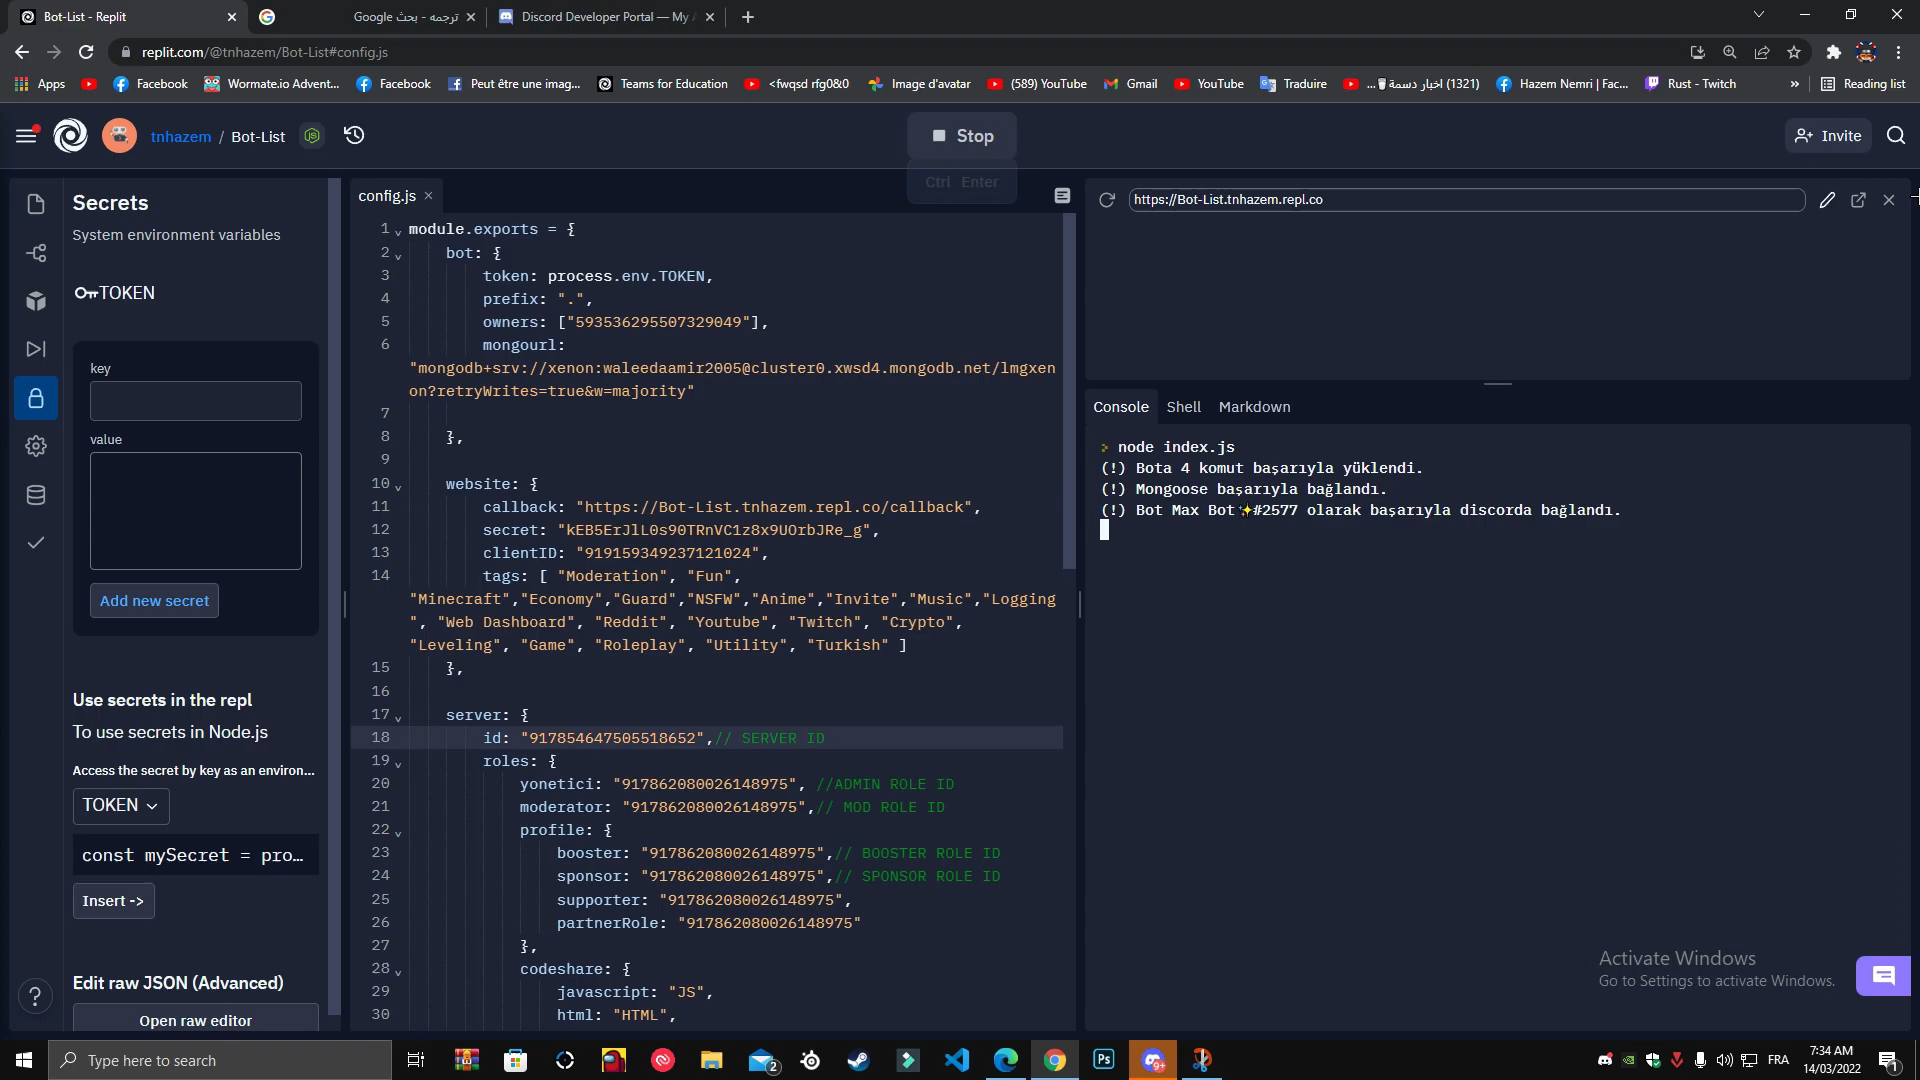 Bot-List - Replit
ترجمه - بحث Google
Discord Developer Portal — My
replit.com/@tnhazem/Bot-List#config.js
Apps
Facebook
Wormate.io Advent...
Facebook
Peut être une imag...
Teams for Education
<fwqsd rfg0&0
Image d'avatar
(589) YouTube
Gmail
YouTube
Traduire
(1321) اخبار دسمة...
Hazem Nemri | Fac...
Rust - Twitch
»
Reading list
tnhazem / Bot-List
Stop
Ctrl Enter
Invite
Secrets
System environment variables
TOKEN
key
value
Add new secret
Use secrets in the repl
To use secrets in Node.js
Access the secret by key as an environ...
TOKEN
const mySecret = pro...
Insert ->
Edit raw JSON (Advanced)
Open raw editor
config.js
1 module.exports = {
2 bot: {
3 token: process.env.TOKEN,
4 prefix: ".",
5 owners: ["593536295507329049"],
6 mongourl:
"mongodb+srv://xenon:waleedaamir2005@cluster0.xwsd4.mongodb.net/lmgxen
on?retryWrites=true&w=majority"
7
8 },
9
10 website: {
11 callback: "https://Bot-List.tnhazem.repl.co/callback",
12 secret: "kEB5ErJlL0s90TRnVC1z8x9UOrbJRe_g",
13 clientID: "919159349237121024",
14 tags: [ "Moderation", "Fun",
"Minecraft","Economy","Guard","NSFW","Anime","Invite","Music","Logging
", "Web Dashboard", "Reddit", "Youtube", "Twitch", "Crypto",
"Leveling", "Game", "Roleplay", "Utility", "Turkish" ]
15 },
16
17 server: {
18 id: "917854647505518652",// SERVER ID
19 roles: {
20 yonetici: "917862080026148975", //ADMIN ROLE ID
21 moderator: "917862080026148975",// MOD ROLE ID
22 profile: {
23 booster: "917862080026148975",// BOOSTER ROLE ID
24 sponsor: "917862080026148975",// SPONSOR ROLE ID
25 supporter: "917862080026148975",
26 partnerRole: "917862080026148975"
27 },
28 codeshare: {
29 javascript: "JS",
30 html: "HTML",
https://Bot-List.tnhazem.repl.co
Console Shell Markdown
> node index.js
(!) Bota 4 komut başarıyla yüklendi.
(!) Mongoose başarıyla bağlandı.
(!) Bot Max Bot✨#2577 olarak başarıyla discorda bağlandı.
Activate Windows
Go to Settings to activate Windows.
?
Type here to search
2
Ps
9+
FRA
7:34 AM
14/03/2022
1